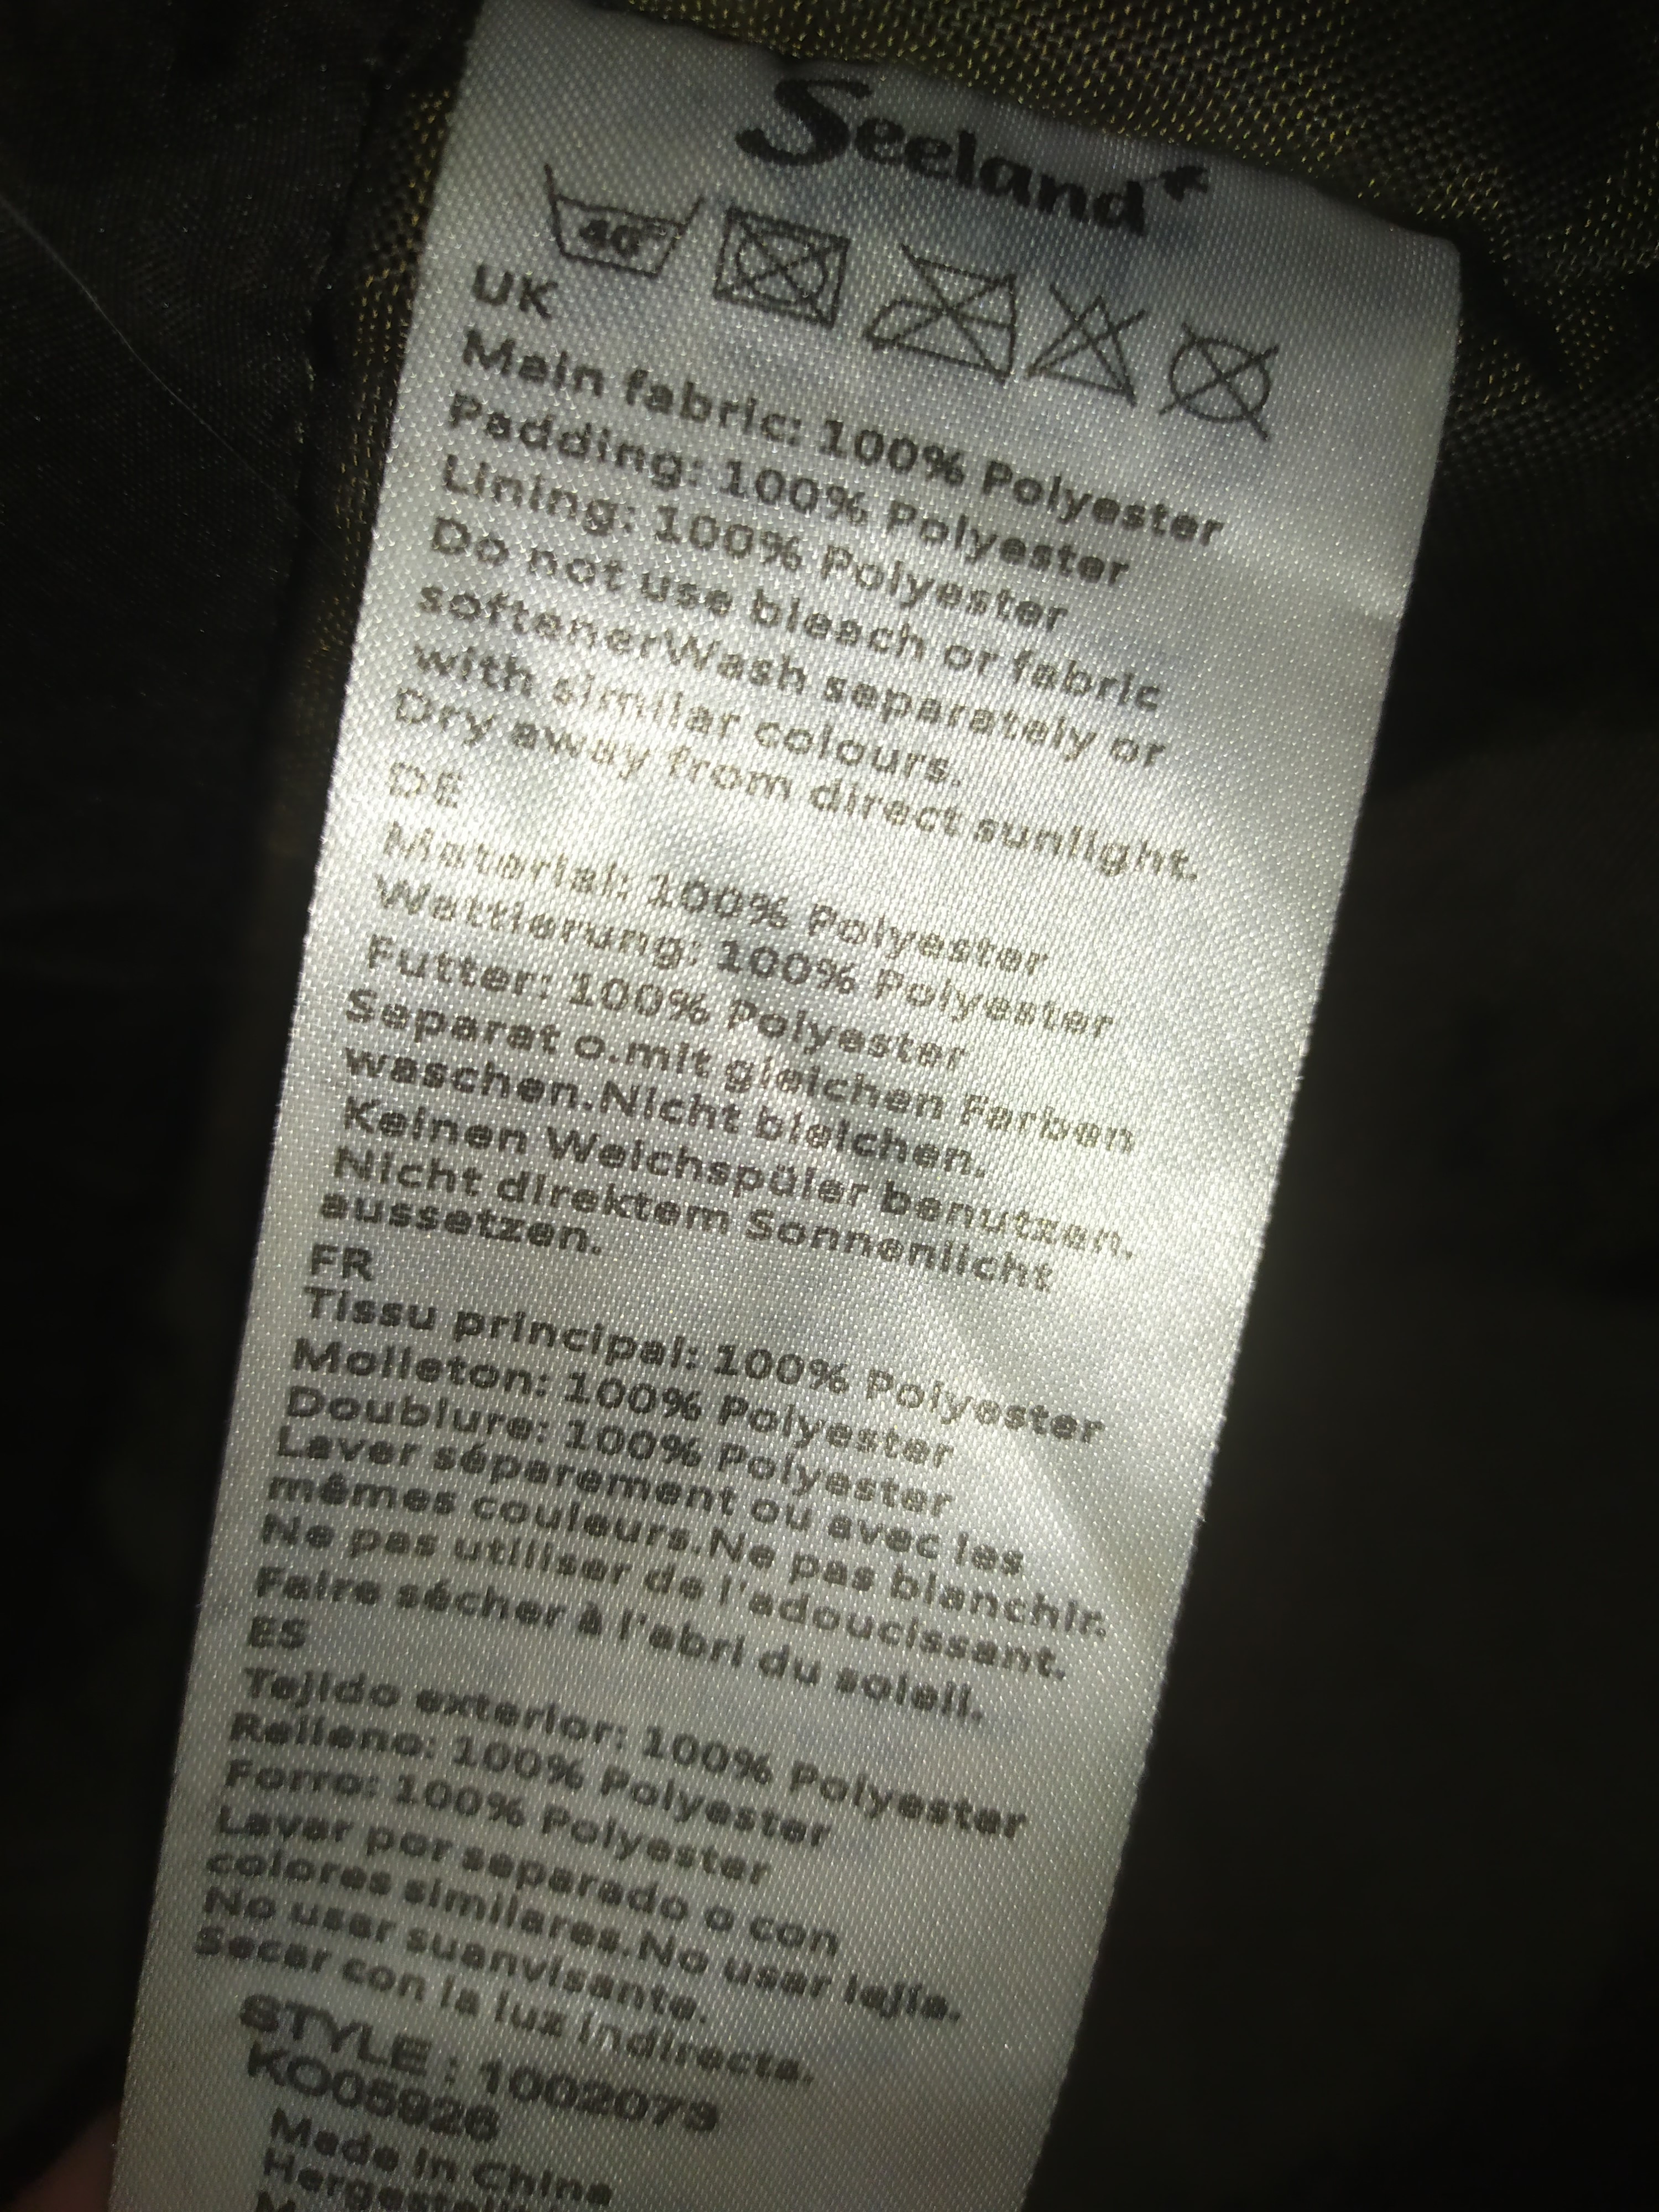 Seeland
40°
UK
Main fabric: 100% Polyester
Padding: 100% Polyester
Lining: 100% Polyester
Do not use bleach or fabric
softenerWash separately or
with similar colours.
Dry away from direct sunlight.
DE
Material: 100% Polyester
Wattierung: 100% Polyester
Futter: 100% Polyester
Separat o.mit gleichen Farben
waschen.Nicht bleichen.
Keinen Weichspüler benutzen.
Nicht direktem Sonnenlicht
aussetzen.
FR
Tissu principal: 100% Polyester
Molleton: 100% Polyester
Doublure: 100% Polyester
Laver séparement ou avec les
mêmes couleurs.Ne pas blanchir.
Ne pas utiliser de l'adoucissant.
Faire sécher à l'abri du soleil.
ES
Tejido exterior: 100% Polyester
Relleno: 100% Polyester
Forro: 100% Polyester
Lavar por separado o con
colores similares.No usar lejía.
No usar suanvisante.
Secar con la luz indirecta.
STYLE : 1002073
KO05926
Made in China